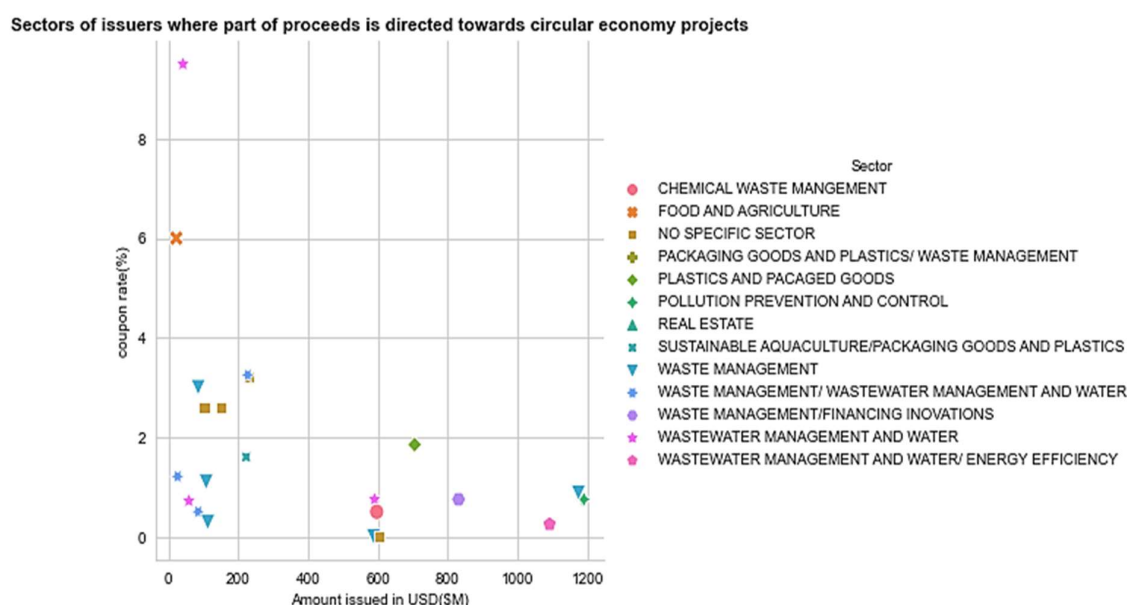 Sectors of issuers where part of proceeds is directed towards circular economy projects
8
6
4
2
0
coupon rate(%)
0 200 400 600 800 1000 1200
Amount issued in USD($M)
Sector
CHEMICAL WASTE MANGEMENT
FOOD AND AGRICULTURE
NO SPECIFIC SECTOR
PACKAGING GOODS AND PLASTICS/ WASTE MANAGEMENT
PLASTICS AND PACAGED GOODS
POLLUTION PREVENTION AND CONTROL
REAL ESTATE
SUSTAINABLE AQUACULTURE/PACKAGING GOODS AND PLASTICS
WASTE MANAGEMENT
WASTE MANAGEMENT/ WASTEWATER MANAGEMENT AND WATER
WASTE MANAGEMENT/FINANCING INOVATIONS
WASTEWATER MANAGEMENT AND WATER
WASTEWATER MANAGEMENT AND WATER/ ENERGY EFFICIENCY